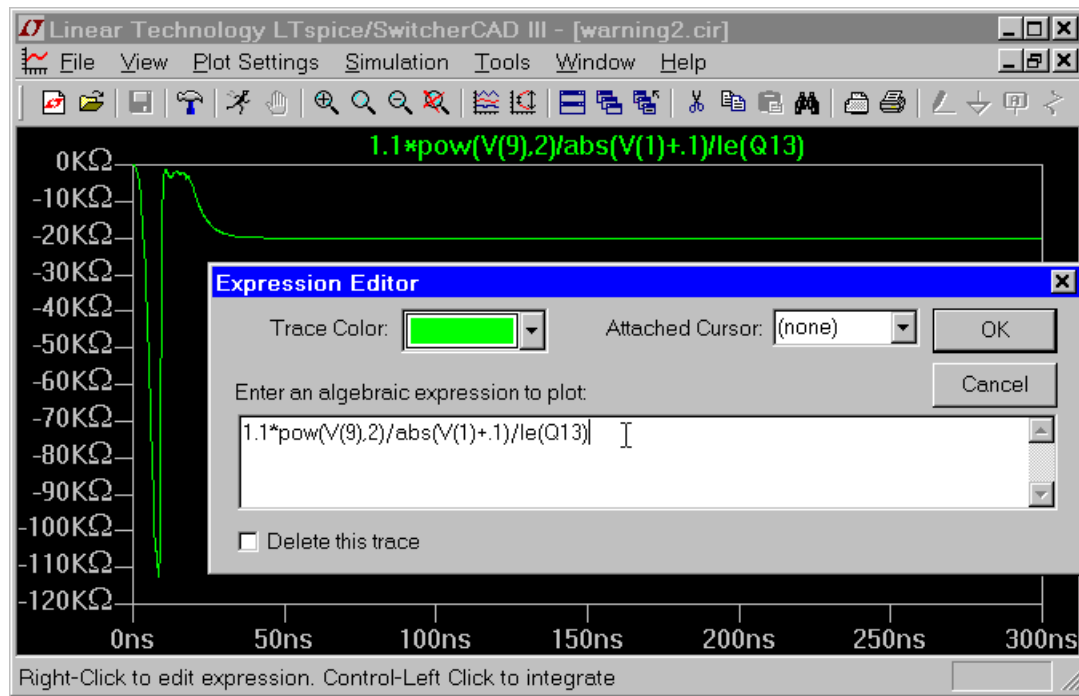 Linear Technology LTspice/SwitcherCAD III - [warning2.cir]
File View Plot Settings Simulation Tools Window Help
1.1*pow(V(9),2)/abs(V(1)+.1)/Ie(Q13)
0KΩ
-10KΩ
-20KΩ
-30KΩ
-40KΩ
-50KΩ
-60KΩ
-70KΩ
-80KΩ
-90KΩ
-100KΩ
-110KΩ
-120KΩ
Expression Editor
Trace Color:
Attached Cursor: (none)
OK
Cancel
Enter an algebraic expression to plot:
1.1*pow(V(9),2)/abs(V(1)+.1)/Ie(Q13)
Delete this trace
0ns 50ns 100ns 150ns 200ns 250ns 300ns
Right-Click to edit expression. Control-Left Click to integrate